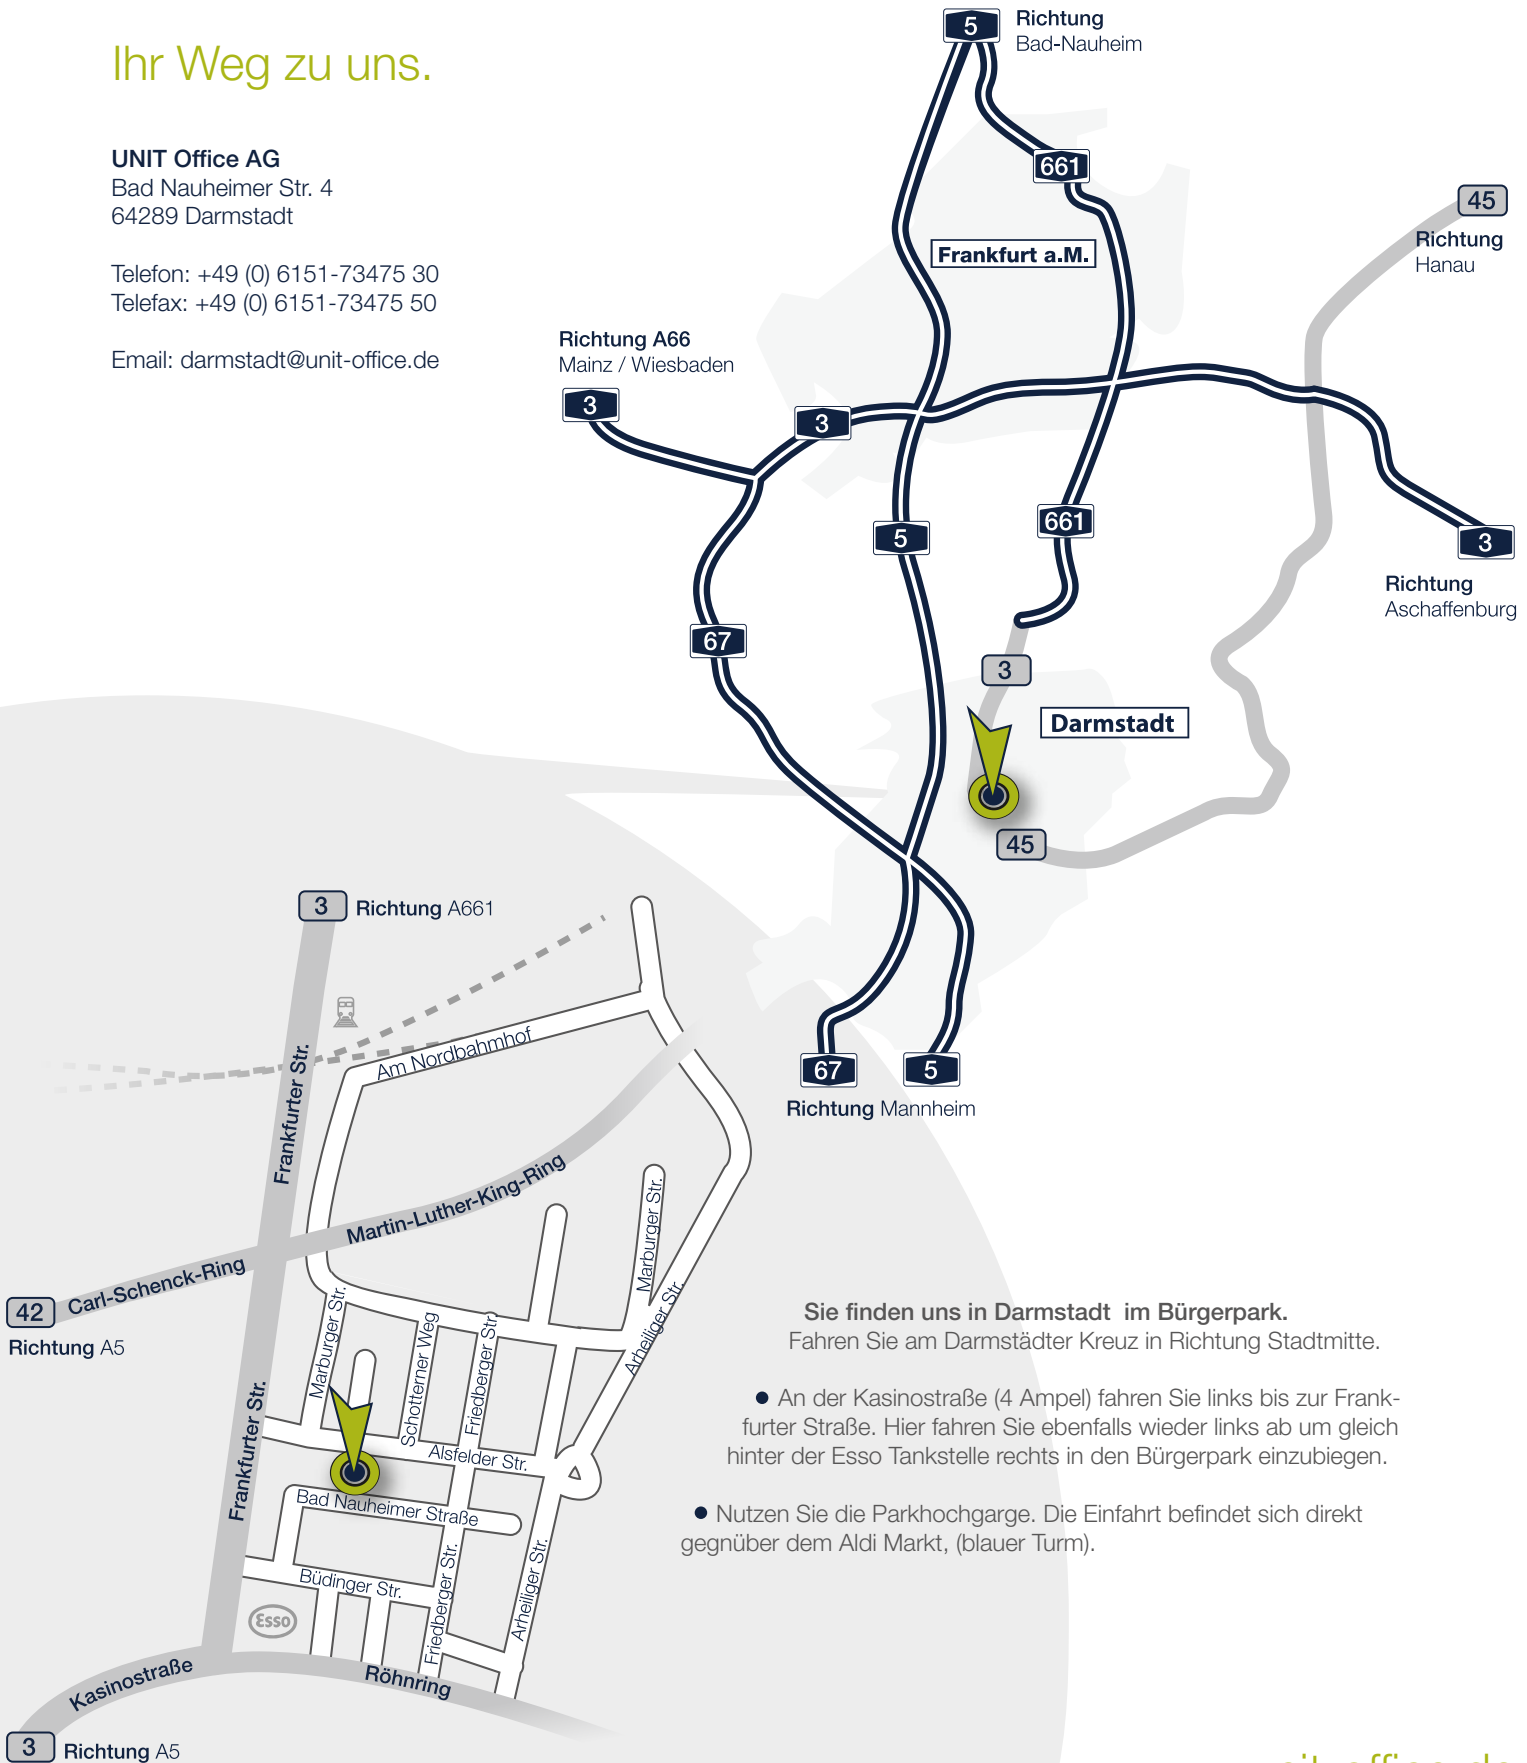 Ihr Weg zu uns.
UNIT Office AG
Bad Nauheimer Str. 4
64289 Darmstadt
Telefon: +49 (0) 6151-73475 30
Telefax: +49 (0) 6151-73475 50
Email: darmstadt@unit-office.de
5
Richtung
Bad-Nauheim
661
45
Richtung
Hanau
Frankfurt a.M.
Richtung A66
Mainz / Wiesbaden
3
3
5
661
3
Richtung
Aschaffenburg
67
3
Darmstadt
45
67
5
Richtung Mannheim
3
Richtung A661
Am Nordbahmhof
Frankfurter Str.
Martin-Luther-King-Ring
Carl-Schenck-Ring
42
Richtung A5
Marburger Str.
Marburger Str.
Schotterner Weg
Friedberger Str.
Arheiliger Str.
Frankfurter Str.
Alsfelder Str.
Bad Nauheimer Straße
Büdinger Str.
Friedberger Str.
Arheiliger Str.
Esso
Kasinostraße
Röhnring
3
Richtung A5
Sie finden uns in Darmstadt im Bürgerpark.
Fahren Sie am Darmstädter Kreuz in Richtung Stadtmitte.
● An der Kasinostraße (4 Ampel) fahren Sie links bis zur Frank-
furter Straße. Hier fahren Sie ebenfalls wieder links ab um gleich
hinter der Esso Tankstelle rechts in den Bürgerpark einzubiegen.
● Nutzen Sie die Parkhochgarge. Die Einfahrt befindet sich direkt
gegnüber dem Aldi Markt, (blauer Turm).